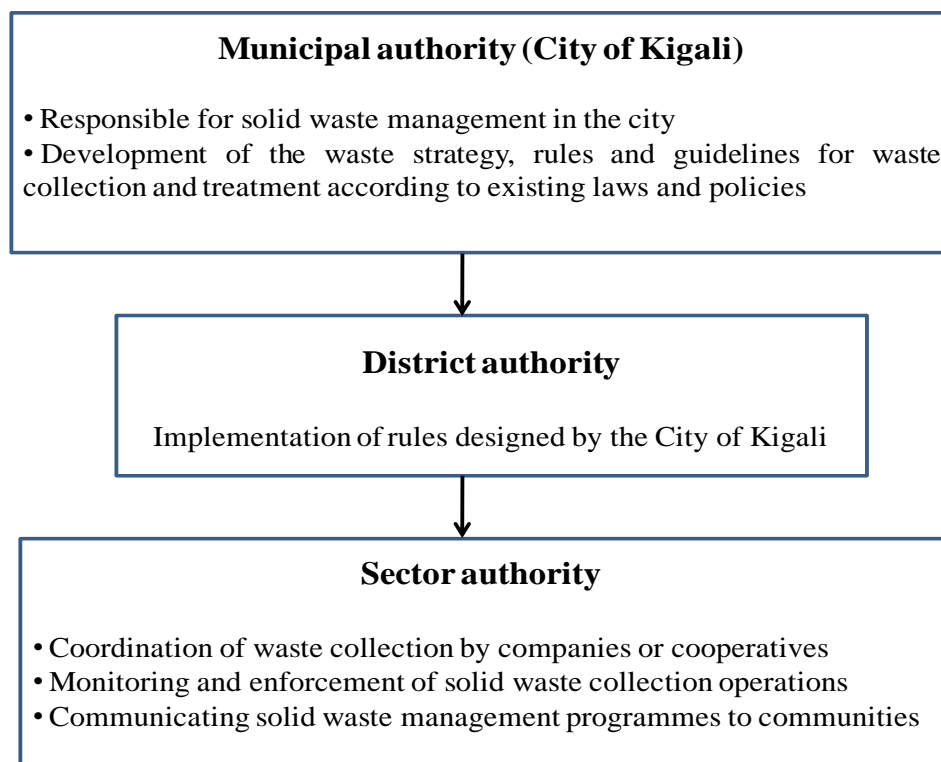 Municipal authority (City of Kigali)
• Responsible for solid waste management in the city
• Development of the waste strategy, rules and guidelines for waste
collection and treatment according to existing laws and policies
District authority
Implementation of rules designed by the City of Kigali
Sector authority
• Coordination of waste collection by companies or cooperatives
• Monitoring and enforcement of solid waste collection operations
• Communicating solid waste management programmes to communities